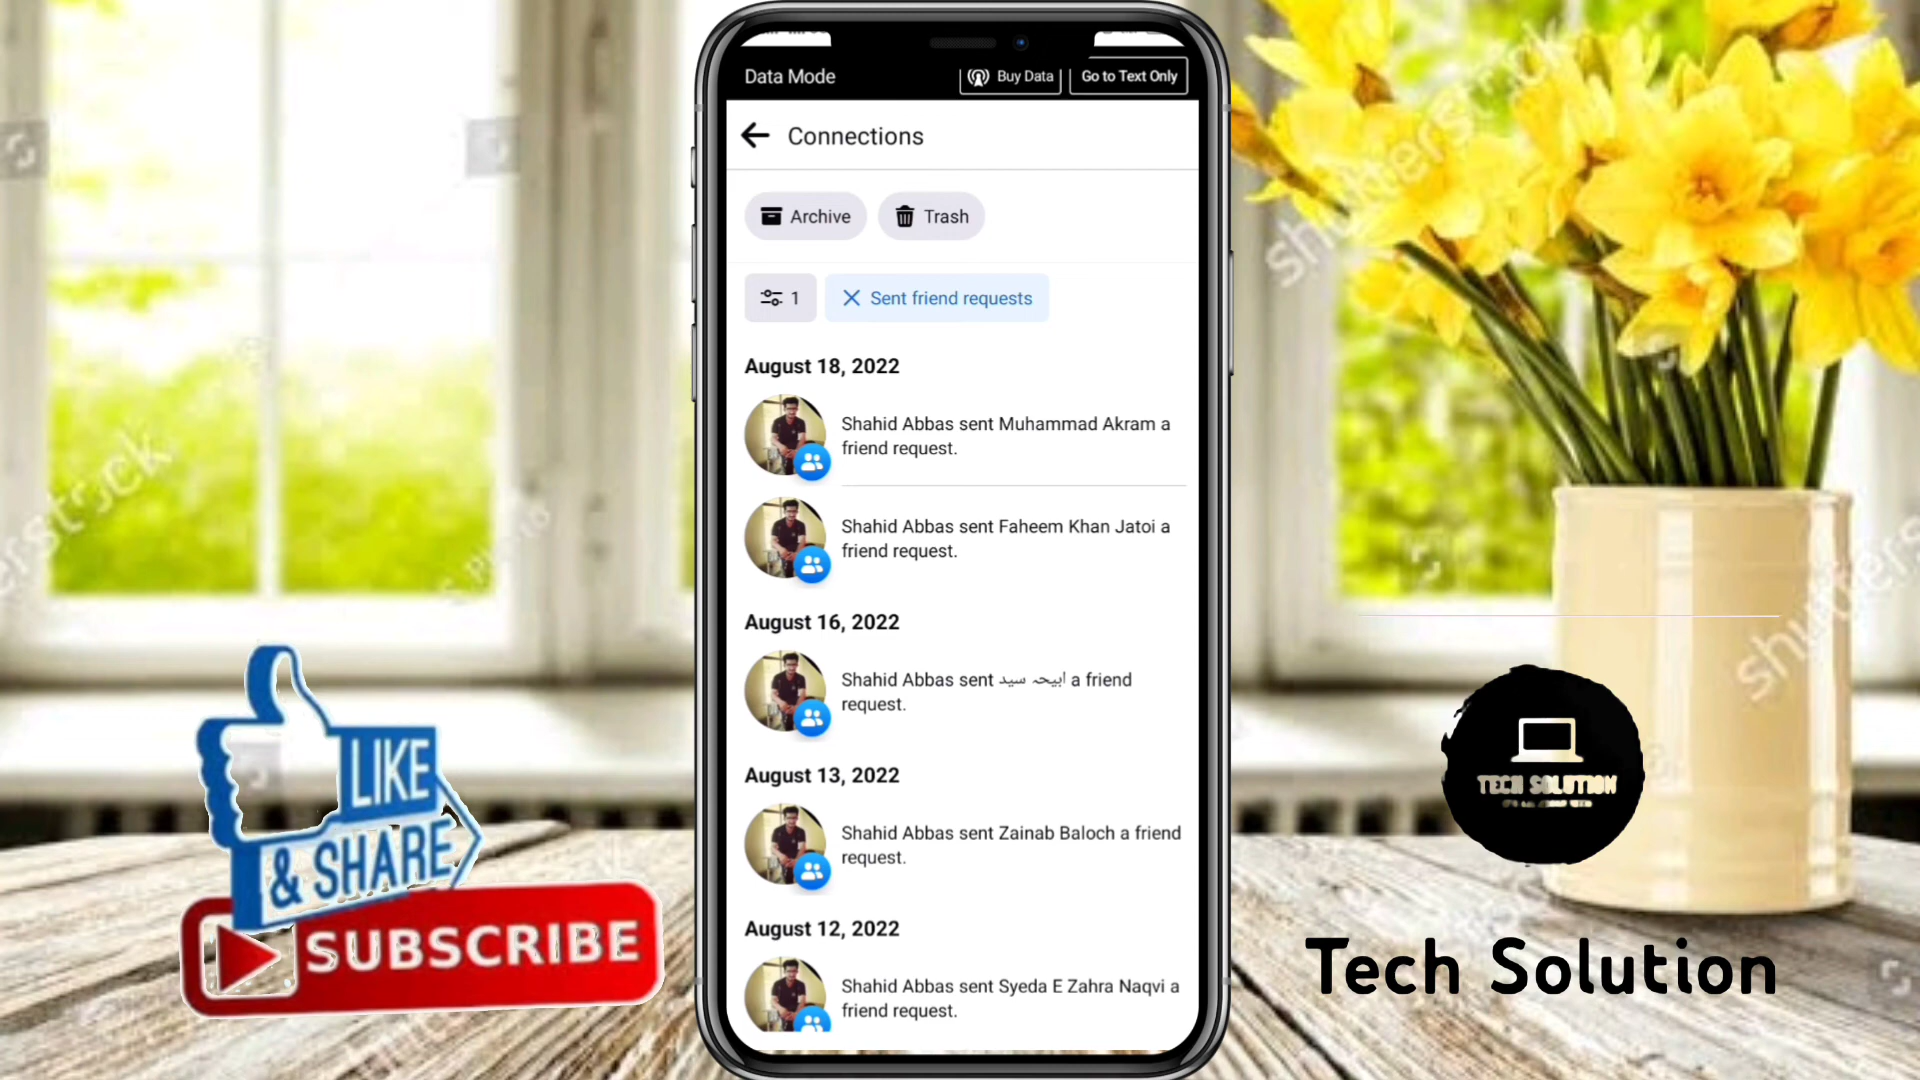 Data Mode
Buy Data
Go to Text Only
Connections
Archive
Trash
1
Sent friend requests
August 18, 2022
Shahid Abbas sent Muhammad Akram a
friend request.
Shahid Abbas sent Faheem Khan Jatoi a
friend request.
August 16, 2022
Shahid Abbas sent ابیحہ سید a friend
request.
August 13, 2022
Shahid Abbas sent Zainab Baloch a friend
request.
August 12, 2022
Shahid Abbas sent Syeda E Zahra Naqvi a
friend request.
LIKE
& SHARE
SUBSCRIBE
TECH SOLUTION
Tech Solution
shutterstock